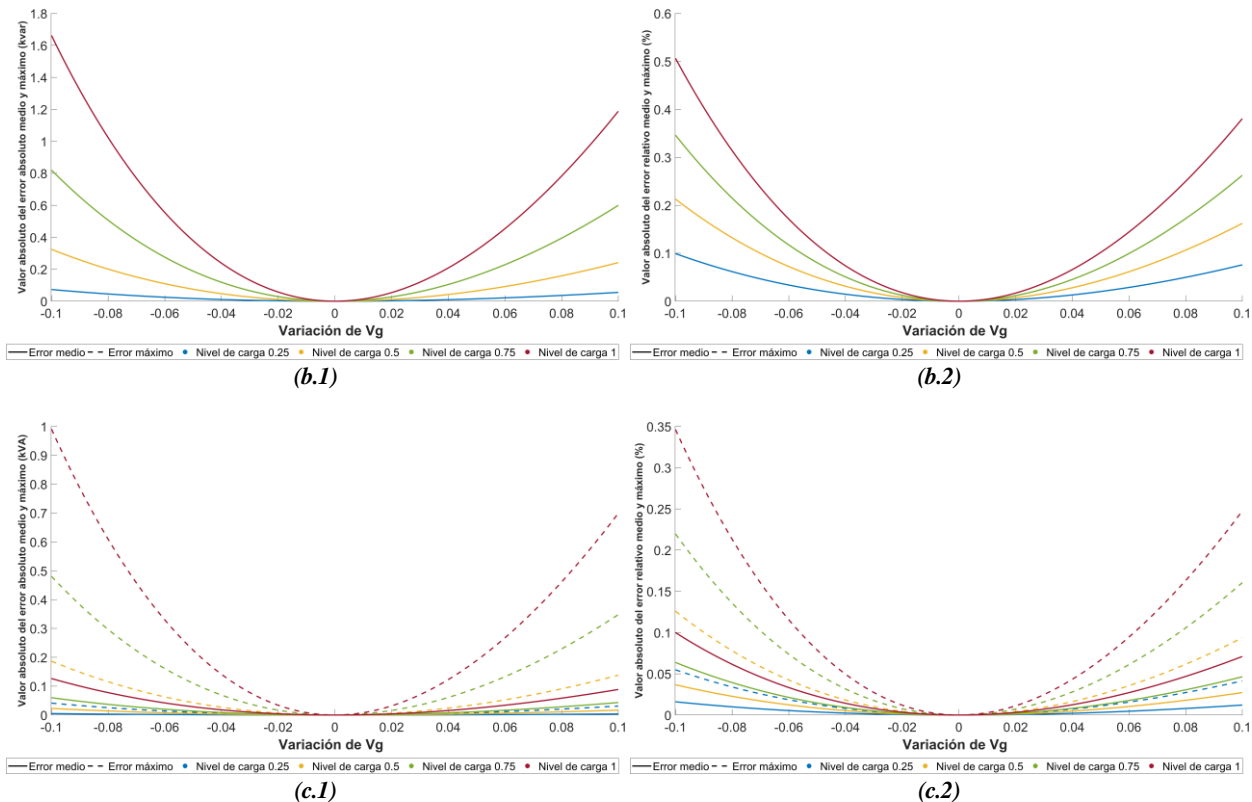 Valor absoluto del error absoluto medio y máximo (kvar)
1.8
1.6
1.4
1.2
1
0.8
0.6
0.4
0.2
0
-0.1 -0.08 -0.06 -0.04 -0.02 0 0.02 0.04 0.06 0.08 0.1
Variación de Vg
Error medio Error máximo Nivel de carga 0.25 Nivel de carga 0.5 Nivel de carga 0.75 Nivel de carga 1
(b.1)
Valor absoluto del error relativo medio y máximo (%)
0.6
0.5
0.4
0.3
0.2
0.1
0
-0.1 -0.08 -0.06 -0.04 -0.02 0 0.02 0.04 0.06 0.08 0.1
Variación de Vg
Error medio Error máximo Nivel de carga 0.25 Nivel de carga 0.5 Nivel de carga 0.75 Nivel de carga 1
(b.2)
Valor absoluto del error absoluto medio y máximo (kVA)
1
0.9
0.8
0.7
0.6
0.5
0.4
0.3
0.2
0.1
0
-0.1 -0.08 -0.06 -0.04 -0.02 0 0.02 0.04 0.06 0.08 0.1
Variación de Vg
Error medio Error máximo Nivel de carga 0.25 Nivel de carga 0.5 Nivel de carga 0.75 Nivel de carga 1
(c.1)
Valor absoluto del error relativo medio y máximo (%)
0.35
0.3
0.25
0.2
0.15
0.1
0.05
0
-0.1 -0.08 -0.06 -0.04 -0.02 0 0.02 0.04 0.06 0.08 0.1
Variación de Vg
Error medio Error máximo Nivel de carga 0.25 Nivel de carga 0.5 Nivel de carga 0.75 Nivel de carga 1
(c.2)